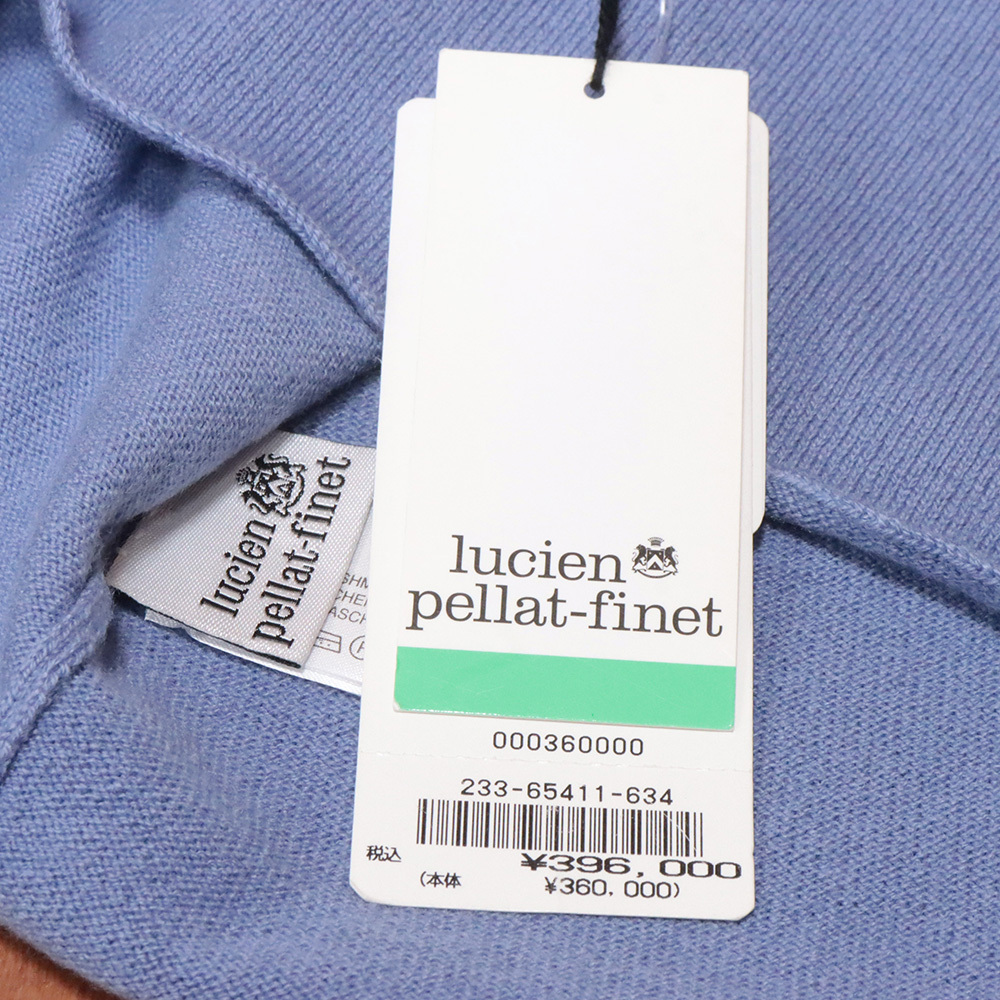 lucien
pellat-finet
lucien
pellat-finet
000360000
233-65411-634
税込 ¥396,000
(本体 ¥360,000)